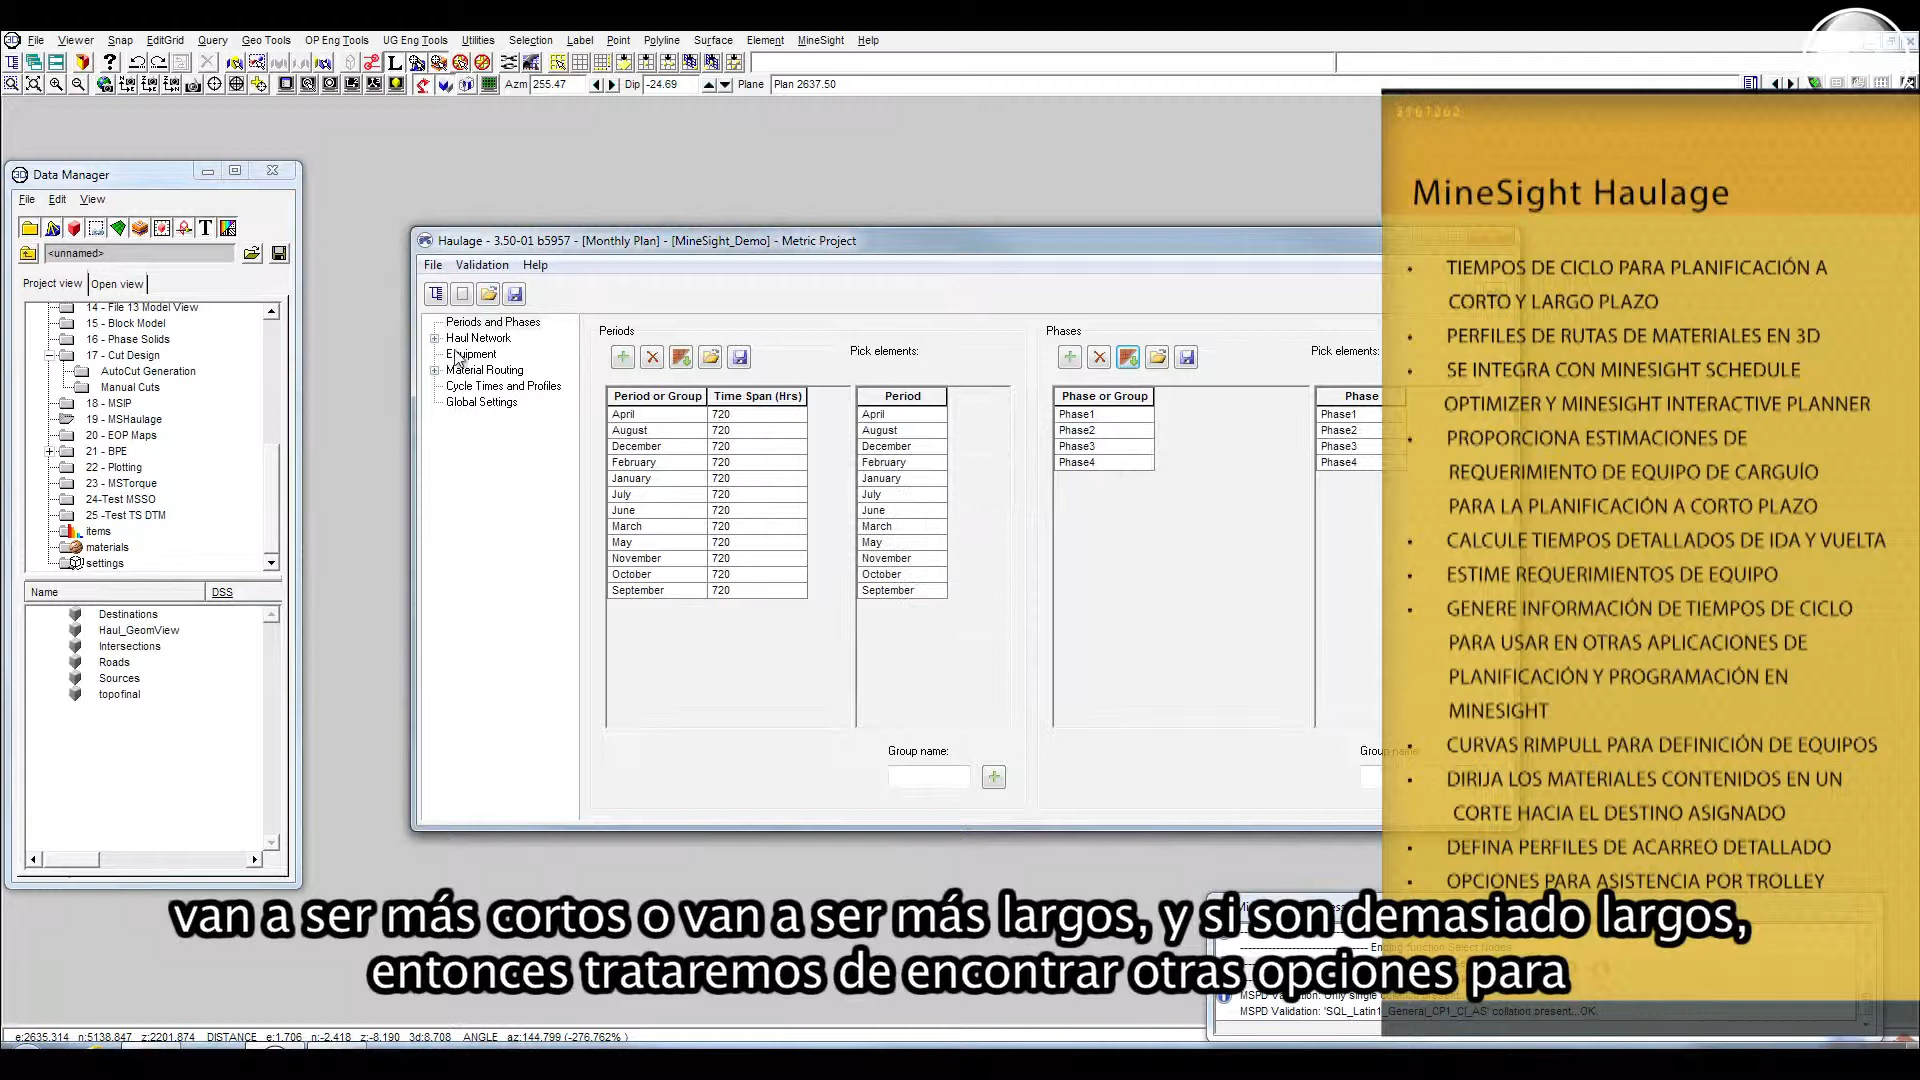 File Viewer Snap EditGrid Query Geo Tools OP Eng Tools UG Eng Tools Utilities Selection Label Point Polyline Surface Element MineSight Help
Azm 255.47 Dip -24.69 Plane Plan 2637.50
Data Manager
File Edit View
<unnamed>
Project view Open view
14 - File 13 Model View
15 - Block Model
16 - Phase Solids
17 - Cut Design
AutoCut Generation
Manual Cuts
18 - MSIP
19 - MSHaulage
20 - EOP Maps
21 - BPE
22 - Plotting
23 - MSTorque
24-Test MSSO
25 -Test TS DTM
items
materials
settings
Name DSS
Destinations
Haul_GeomView
Intersections
Roads
Sources
topofinal
Haulage - 3.50-01 b5957 - [Monthly Plan] - [MineSight_Demo] - Metric Project
File Validation Help
Periods and Phases
Haul Network
Equipment
Material Routing
Cycle Times and Profiles
Global Settings
Periods
Pick elements:
Period or Group Time Span (Hrs)
April 720
August 720
December 720
February 720
January 720
July 720
June 720
March 720
May 720
November 720
October 720
September 720
Period
April
August
December
February
January
July
June
March
May
November
October
September
Group name:
Phases
Pick elements:
Phase or Group
Phase1
Phase2
Phase3
Phase4
Phase
Phase1
Phase2
Phase3
Phase4
MineSight Haulage
• TIEMPOS DE CICLO PARA PLANIFICACIÓN A
CORTO Y LARGO PLAZO
• PERFILES DE RUTAS DE MATERIALES EN 3D
• SE INTEGRA CON MINESIGHT SCHEDULE
OPTIMIZER Y MINESIGHT INTERACTIVE PLANNER
• PROPORCIONA ESTIMACIONES DE
REQUERIMIENTO DE EQUIPO DE CARGUÍO
PARA LA PLANIFICACIÓN A CORTO PLAZO
• CALCULE TIEMPOS DETALLADOS DE IDA Y VUELTA
• ESTIME REQUERIMIENTOS DE EQUIPO
• GENERE INFORMACIÓN DE TIEMPOS DE CICLO
PARA USAR EN OTRAS APLICACIONES DE
PLANIFICACIÓN Y PROGRAMACIÓN EN
MINESIGHT
• CURVAS RIMPULL PARA DEFINICIÓN DE EQUIPOS
• DIRIJA LOS MATERIALES CONTENIDOS EN UN
CORTE HACIA EL DESTINO ASIGNADO
• DEFINA PERFILES DE ACARREO DETALLADO
• OPCIONES PARA ASISTENCIA POR TROLLEY
van a ser más cortos o van a ser más largos, y si son demasiado largos,
entonces trataremos de encontrar otras opciones para
MSPD Validation: 'SQL_Latin1_General_CP1_CI_AS' collation present...OK.
e:2635.314 n:5138.847 z:2201.874 DISTANCE e:1.706 n:-2.418 z:-8.190 3d:8.708 ANGLE az:144.799 (-276.762% )